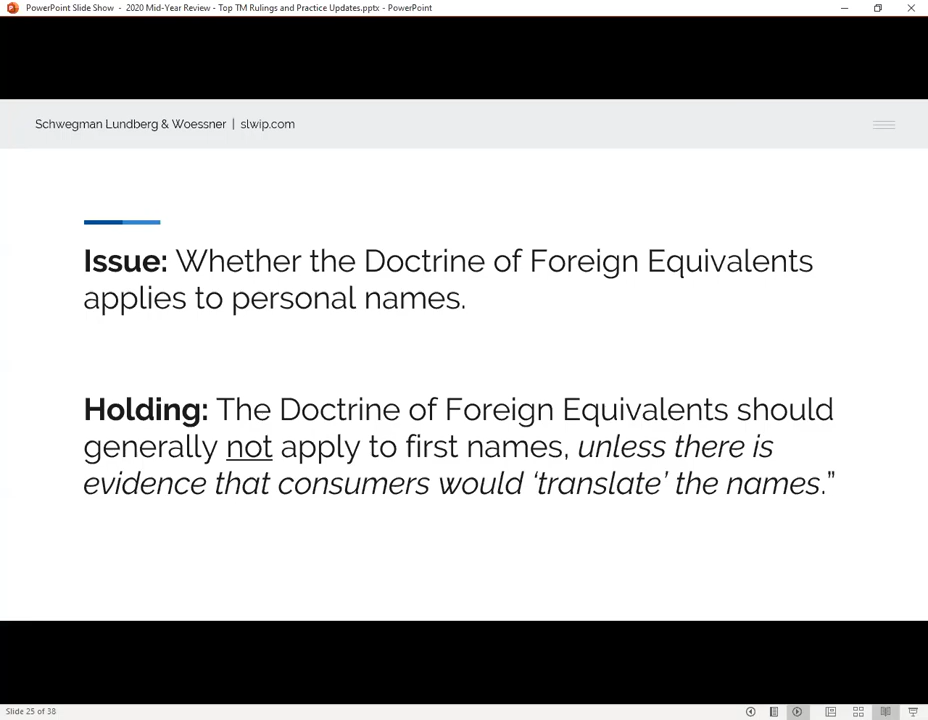 PowerPoint Slide Show - 2020 Mid-Year Review - Top TM Rulings and Practice Updates.pptx - PowerPoint
Schwegman Lundberg & Woessner | slwip.com
Issue: Whether the Doctrine of Foreign Equivalents
applies to personal names.
Holding: The Doctrine of Foreign Equivalents should
generally not apply to first names, unless there is
evidence that consumers would ‘translate’ the names.”
Slide 25 of 38